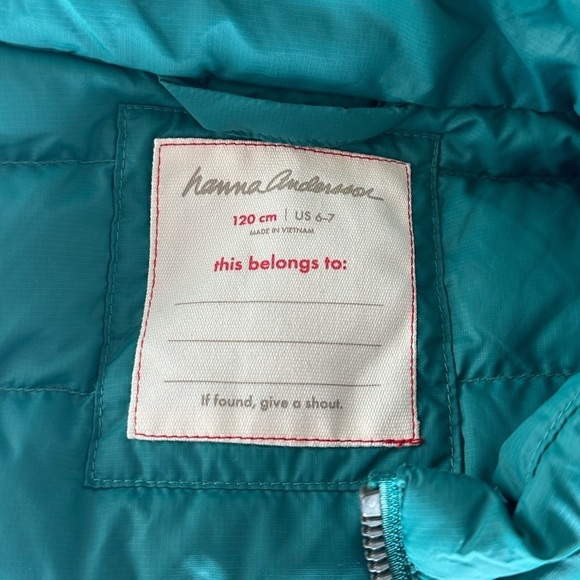 hanna andersson
120 cm | US 6-7
MADE IN VIETNAM
this belongs to:
If found, give a shout.